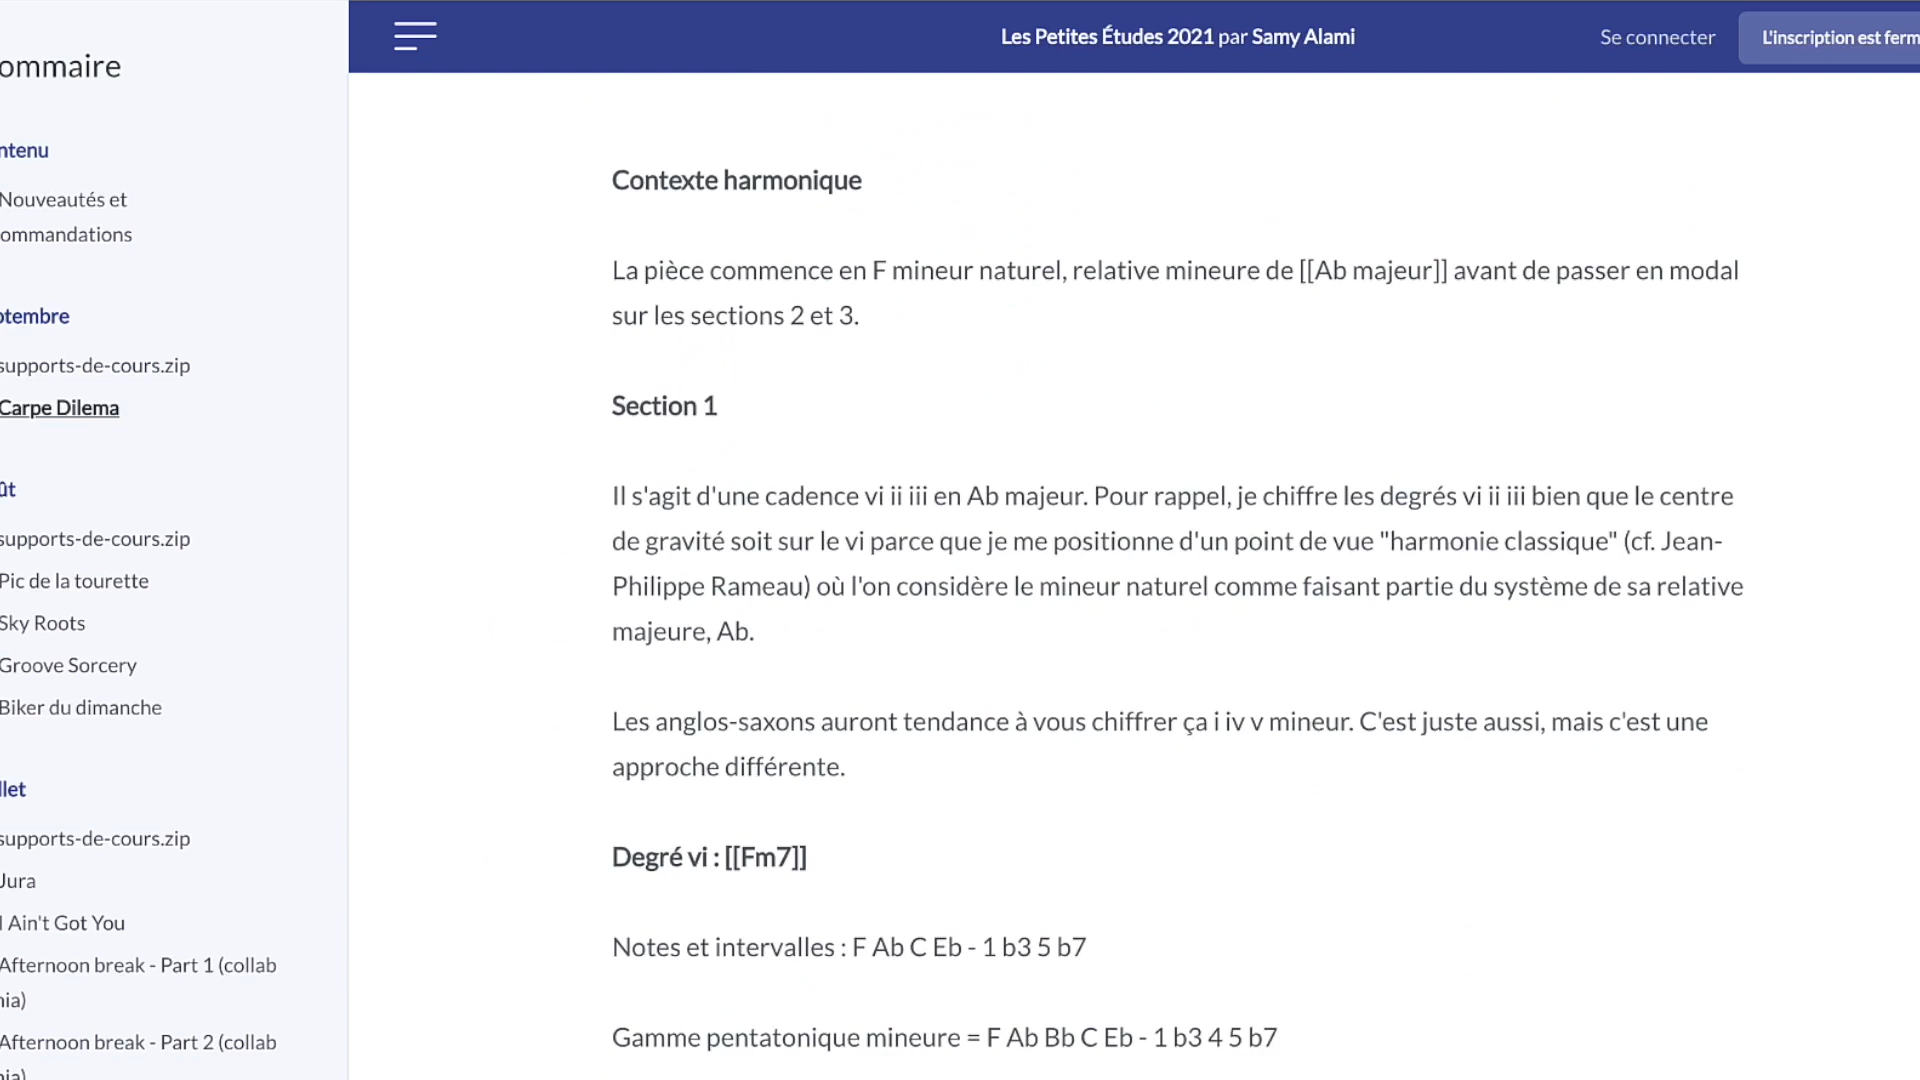 ommaire
ntenu
Nouveautés et
ommandations
ptembre
supports-de-cours.zip
Carpe Dilema
ût
supports-de-cours.zip
Pic de la tourette
Sky Roots
Groove Sorcery
Biker du dimanche
llet
supports-de-cours.zip
Jura
I Ain't Got You
Afternoon break - Part 1 (collab
nia)
Afternoon break - Part 2 (collab
nia)
Les Petites Études 2021 par Samy Alami
Se connecter
L'inscription est ferm
Contexte harmonique
La pièce commence en F mineur naturel, relative mineure de [[Ab majeur]] avant de passer en modal
sur les sections 2 et 3.
Section 1
Il s'agit d'une cadence vi ii iii en Ab majeur. Pour rappel, je chiffre les degrés vi ii iii bien que le centre
de gravité soit sur le vi parce que je me positionne d'un point de vue "harmonie classique" (cf. Jean-
Philippe Rameau) où l'on considère le mineur naturel comme faisant partie du système de sa relative
majeure, Ab.
Les anglos-saxons auront tendance à vous chiffrer ça i iv v mineur. C'est juste aussi, mais c'est une
approche différente.
Degré vi : [[Fm7]]
Notes et intervalles : F Ab C Eb - 1 b3 5 b7
Gamme pentatonique mineure = F Ab Bb C Eb - 1 b3 4 5 b7